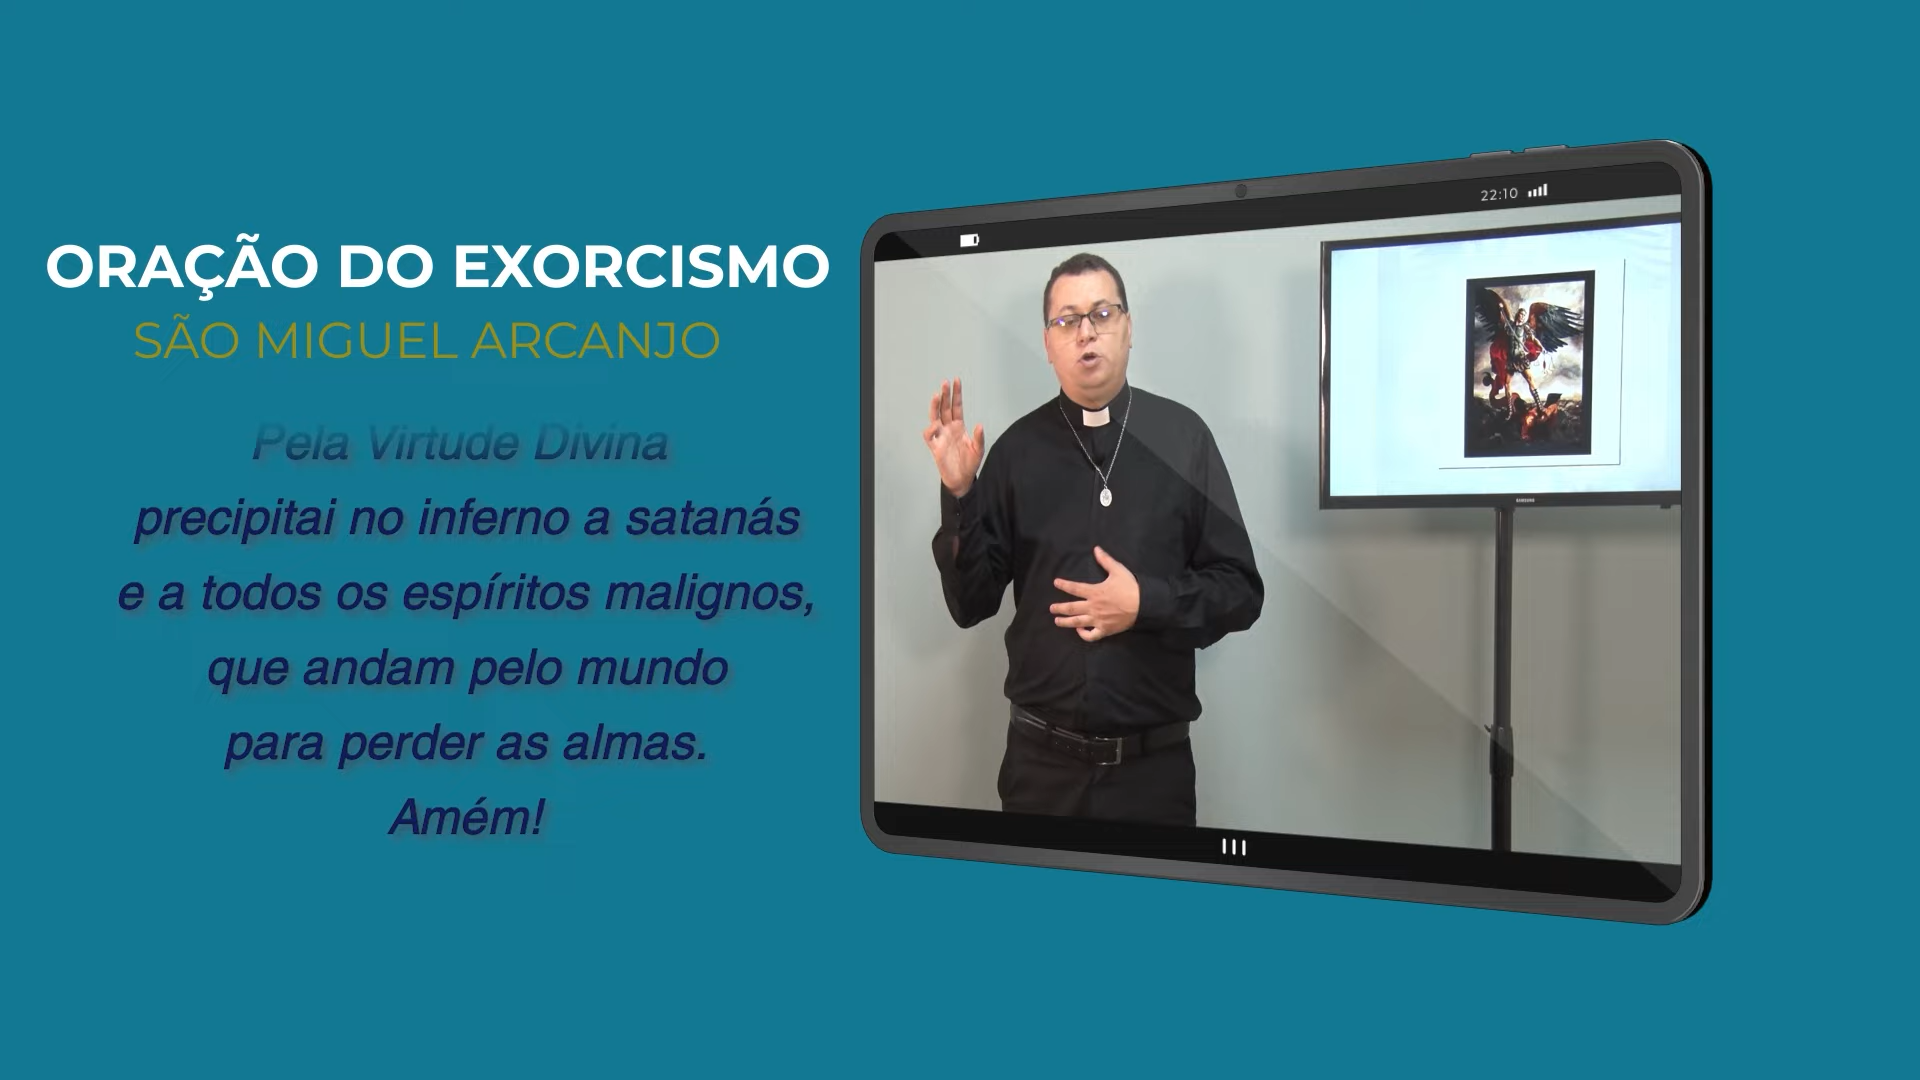 ORAÇÃO DO EXORCISMO
SÃO MIGUEL ARCANJO
Pela Virtude Divina
precipitai no inferno a satanás
e a todos os espíritos malignos,
que andam pelo mundo
para perder as almas.
Amém!
22:10
SAMSUNG